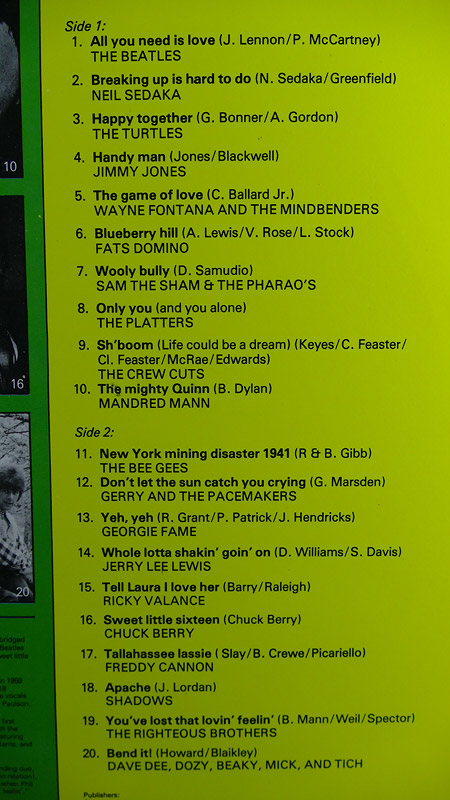 Side 1:
1. All you need is love (J. Lennon/P. McCartney)
THE BEATLES
2. Breaking up is hard to do (N. Sedaka/Greenfield)
NEIL SEDAKA
3. Happy together (G. Bonner/A. Gordon)
THE TURTLES
4. Handy man (Jones/Blackwell)
JIMMY JONES
5. The game of love (C. Ballard Jr.)
WAYNE FONTANA AND THE MINDBENDERS
6. Blueberry hill (A. Lewis/V. Rose/L. Stock)
FATS DOMINO
7. Wooly bully (D. Samudio)
SAM THE SHAM & THE PHARAO'S
8. Only you (and you alone)
THE PLATTERS
9. Sh'boom (Life could be a dream) (Keyes/C. Feaster/
Cl. Feaster/McRae/Edwards)
THE CREW CUTS
10. The mighty Quinn (B. Dylan)
MANDRED MANN
Side 2:
11. New York mining disaster 1941 (R & B. Gibb)
THE BEE GEES
12. Don't let the sun catch you crying (G. Marsden)
GERRY AND THE PACEMAKERS
13. Yeh, yeh (R. Grant/P. Patrick/J. Hendricks)
GEORGIE FAME
14. Whole lotta shakin' goin' on (D. Williams/S. Davis)
JERRY LEE LEWIS
15. Tell Laura I love her (Barry/Raleigh)
RICKY VALANCE
16. Sweet little sixteen (Chuck Berry)
CHUCK BERRY
17. Tallahassee lassie ( Slay/B. Crewe/Picariello)
FREDDY CANNON
18. Apache (J. Lordan)
SHADOWS
19. You've lost that lovin' feelin' (B. Mann/Weil/Spector)
THE RIGHTEOUS BROTHERS
20. Bend it! (Howard/Blaikley)
DAVE DEE, DOZY, BEAKY, MICK, AND TICH
Publishers:
10
16
20